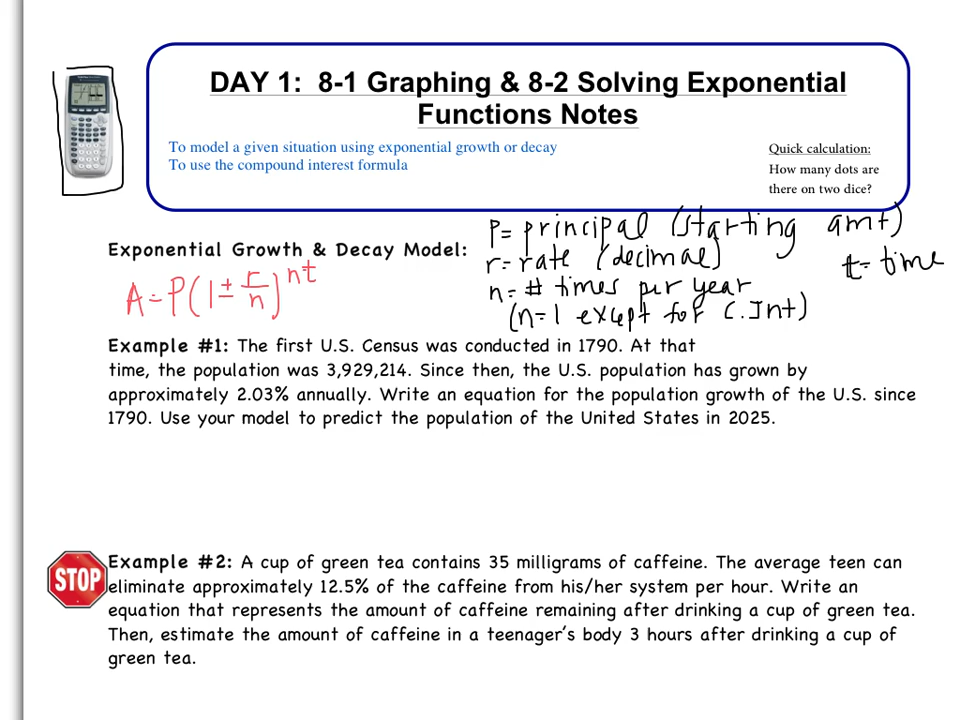 DAY 1: 8-1 Graphing & 8-2 Solving Exponential
Functions Notes
To model a given situation using exponential growth or decay
To use the compound interest formula
Quick calculation:
How many dots are
there on two dice?
P= principal (starting amt)
Exponential Growth & Decay Model:
r= rate (decimal)
t= time
A=P(1±r/n)^nt
n= # times per year
(n=1 except for C.Int)
Example #1: The first U.S. Census was conducted in 1790. At that
time, the population was 3,929,214. Since then, the U.S. population has grown by
approximately 2.03% annually. Write an equation for the population growth of the U.S. since
1790. Use your model to predict the population of the United States in 2025.
STOP
Example #2: A cup of green tea contains 35 milligrams of caffeine. The average teen can
eliminate approximately 12.5% of the caffeine from his/her system per hour. Write an
equation that represents the amount of caffeine remaining after drinking a cup of green tea.
Then, estimate the amount of caffeine in a teenager's body 3 hours after drinking a cup of
green tea.